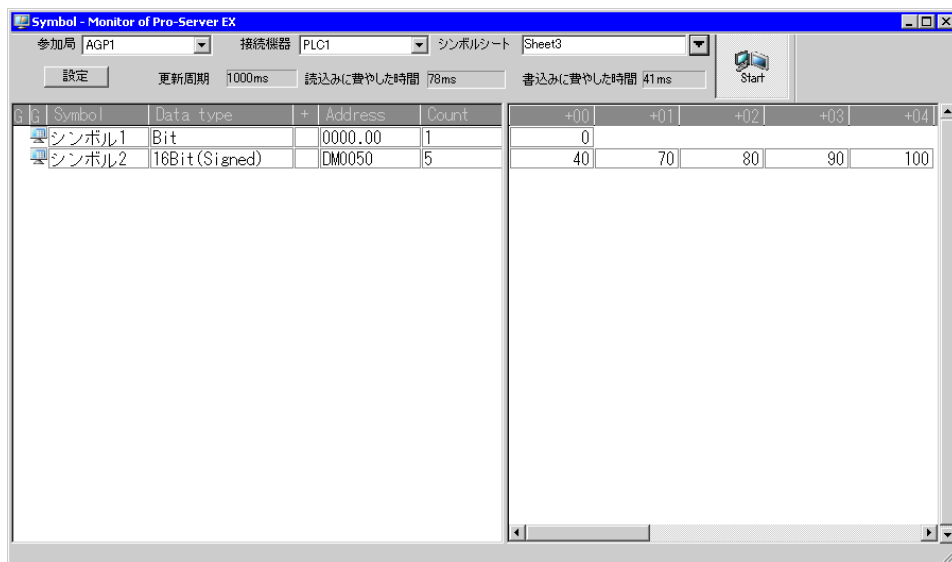 Symbol - Monitor of Pro-Server EX
参加局 AGP1 接続機器 PLC1 シンボルシート Sheet3
設定 更新周期 1000ms 読込みに費やした時間 78ms 書込みに費やした時間 41ms Start
G G Symbol Data type + Address Count +00 +01 +02 +03 +04
シンボル1 Bit 0000.00 1 0
シンボル2 16Bit(Signed) DM0050 5 40 70 80 90 100